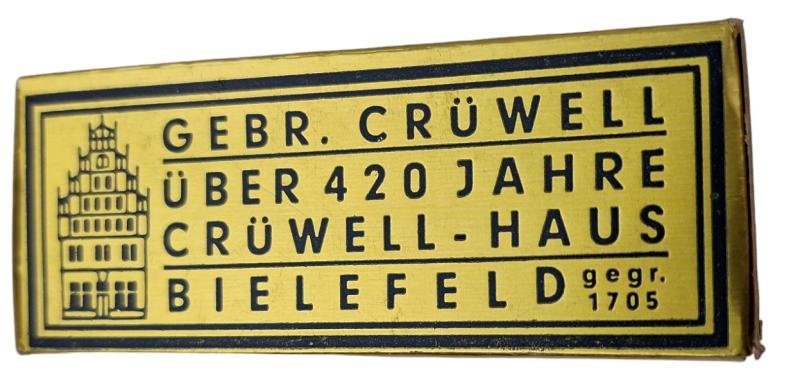 GEBR. CRÜWELL
ÜBER 420 JAHRE
CRÜWELL-HAUS
BIELEFELD gegr. 1705